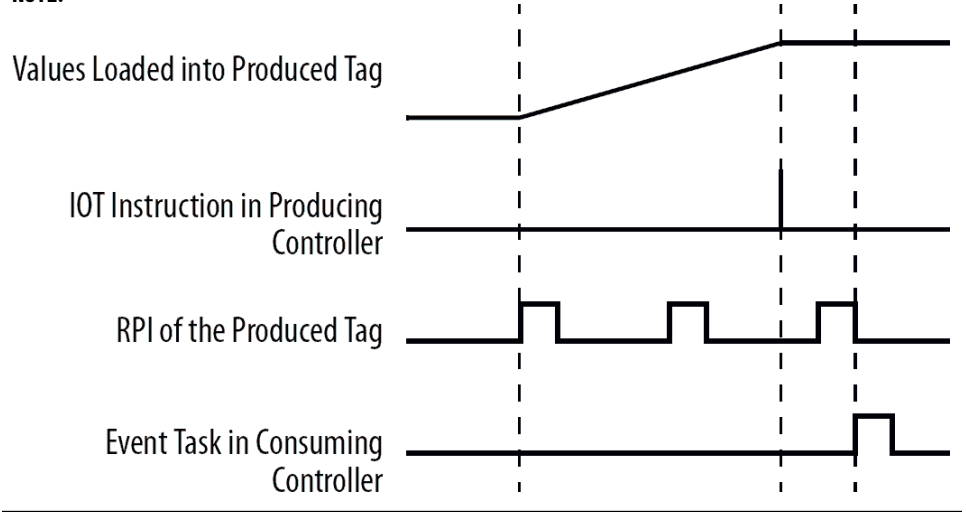 NOTE:
Values Loaded into Produced Tag
IOT Instruction in Producing
Controller
RPI of the Produced Tag
Event Task in Consuming
Controller